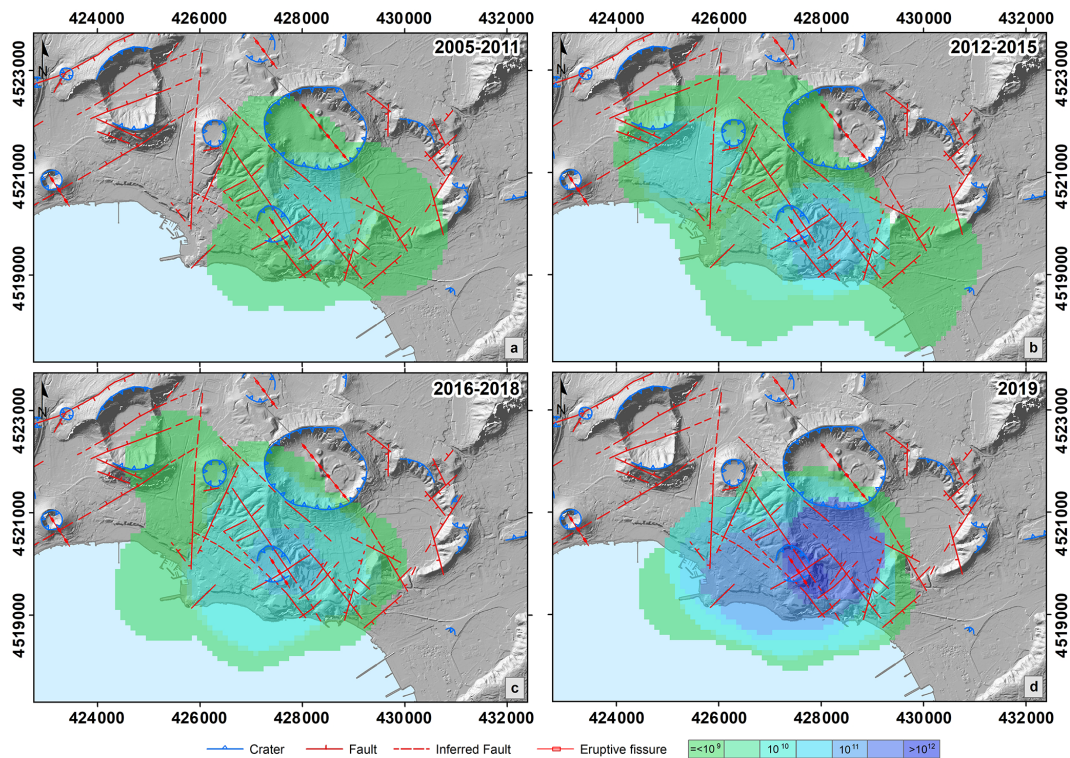 424000 426000 428000 430000 432000 424000 426000 428000 430000 432000
2005-2011 2012-2015
4523000 4523000
4521000 4521000
4519000 4519000
N N
a b
2016-2018 2019
4523000 4523000
4521000 4521000
4519000 4519000
N N
c d
424000 426000 428000 430000 432000 424000 426000 428000 430000 432000
Crater Fault Inferred Fault Eruptive fissure =<10⁹ 10¹⁰ 10¹¹ >10¹²